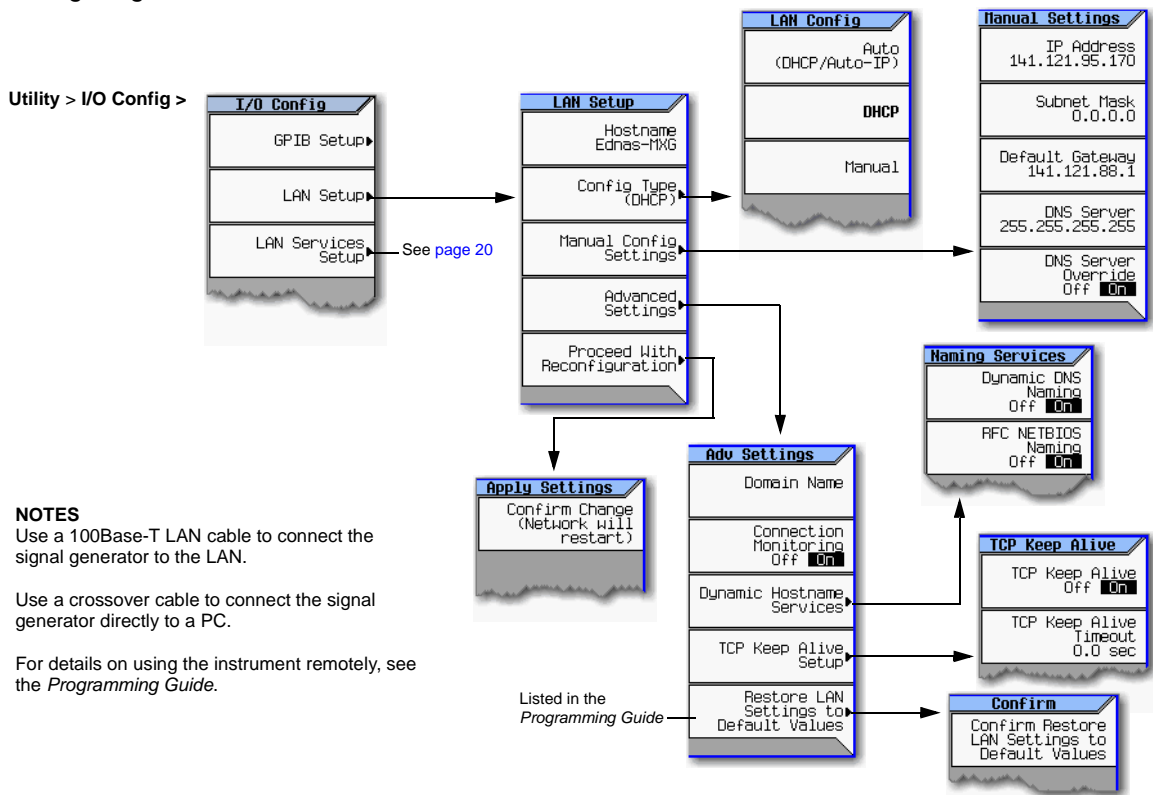 Utility > I/O Config >
I/O Config
GPIB Setup
LAN Setup
LAN Services
Setup
See page 20
LAN Setup
Hostname
Ednas-MXG
Config Type
(DHCP)
Manual Config
Settings
Advanced
Settings
Proceed With
Reconfiguration
LAN Config
Auto
(DHCP/Auto-IP)
DHCP
Manual
Manual Settings
IP Address
141.121.95.170
Subnet Mask
0.0.0.0
Default Gateway
141.121.88.1
DNS Server
255.255.255.255
DNS Server
Override
Off On
Apply Settings
Confirm Change
(Network will
restart)
Adv Settings
Domain Name
Connection
Monitoring
Off On
Dynamic Hostname
Services
TCP Keep Alive
Setup
Restore LAN
Settings to
Default Values
Listed in the
Programming Guide
Naming Services
Dynamic DNS
Naming
Off On
RFC NETBIOS
Naming
Off On
TCP Keep Alive
TCP Keep Alive
Off On
TCP Keep Alive
Timeout
0.0 sec
Confirm
Confirm Restore
LAN Settings to
Default Values
NOTES
Use a 100Base-T LAN cable to connect the
signal generator to the LAN.
Use a crossover cable to connect the signal
generator directly to a PC.
For details on using the instrument remotely, see
the Programming Guide.